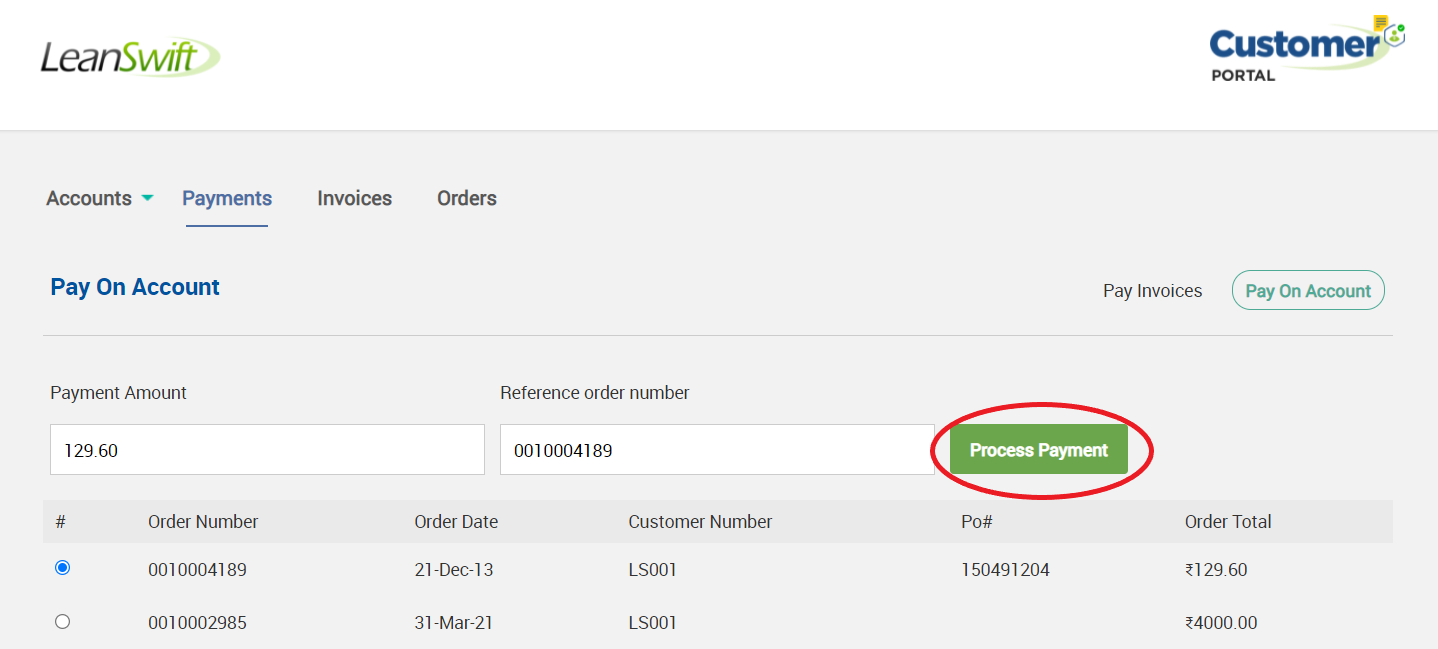 LeanSwift
Customer
PORTAL
Accounts Payments Invoices Orders
Pay On Account
Pay Invoices Pay On Account
Payment Amount Reference order number
129.60 0010004189 Process Payment
# Order Number Order Date Customer Number Po# Order Total
0010004189 21-Dec-13 LS001 150491204 ₹129.60
0010002985 31-Mar-21 LS001 ₹4000.00